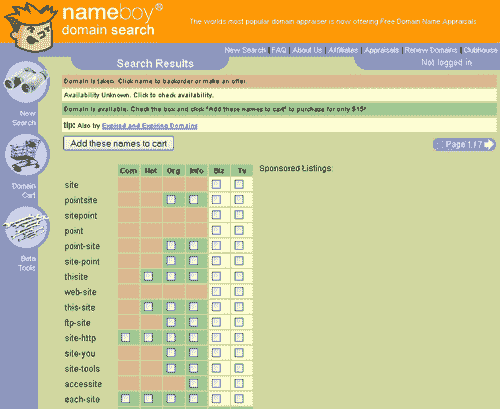 nameboy®
domain search
The worlds most popular domain appraiser is now offering Free Domain Name Appraisals
New Search | FAQ | About Us | Affiliates | Appraisals | Renew Domains | Clubhouse
Search Results
Not logged in
Domain is taken. Click name to backorder or make an offer.
Availability Unknown. Click to check availability.
Domain is available. Check the box and click "Add these names to cart" to purchase for only $15*
tip: Also try Expired and Expiring Domains
New
Search
Add these names to cart
Page 1 / 7
Com Net Org Info Biz Tv
Sponsored Listings:
Domain
Cart
site
pointsite
sitepoint
point
point-site
Beta
Tools
site-point
thisite
web-site
this-site
ftp-site
site-http
site-you
site-tools
accessite
each-site